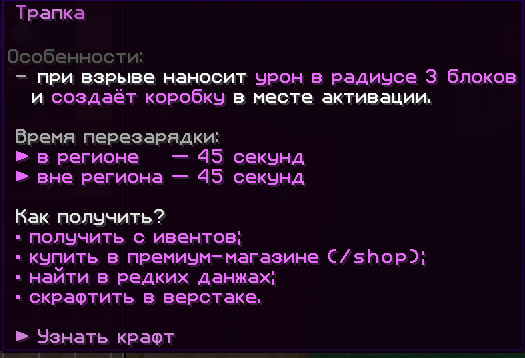 Трапка
Особенности:
– при взрыве наносит урон в радиусе 3 блоков
и создаёт коробку в месте активации.
Время перезарядки:
► в регионе — 45 секунд
► вне региона — 45 секунд
Как получить?
• получить с ивентов;
• купить в премиум-магазине (/shop);
• найти в редких данжах;
• скрафтить в верстаке.
► Узнать крафт